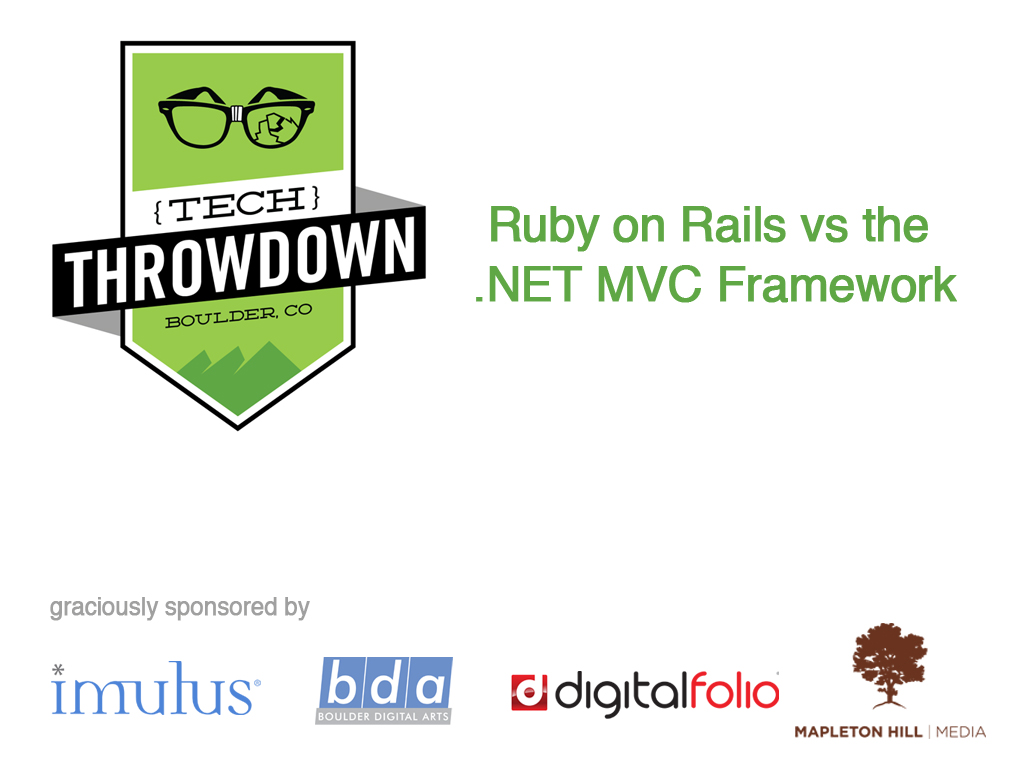 {TECH}
THROWDOWN
BOULDER, CO
Ruby on Rails vs the
.NET MVC Framework
graciously sponsored by
*imulus®
bda
BOULDER DIGITAL ARTS
d digitalfolio
MAPLETON HILL | MEDIA